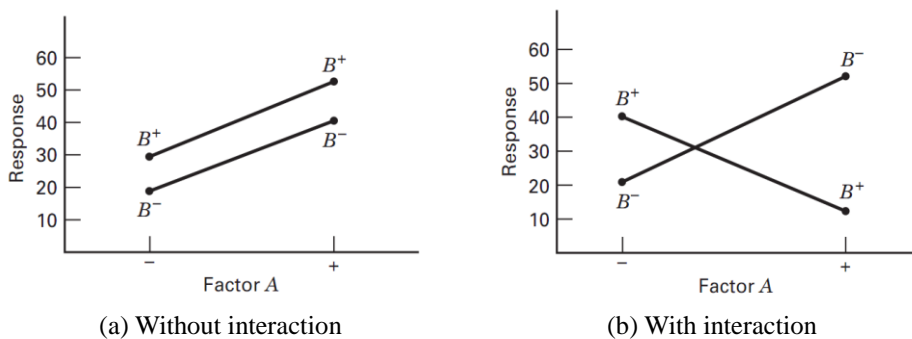 Response
60
50
40
30
20
10
B⁺
B⁻
B⁺
B⁻
−
+
Factor A
(a) Without interaction
Response
60
50
40
30
20
10
B⁺
B⁻
B⁻
B⁺
−
+
Factor A
(b) With interaction